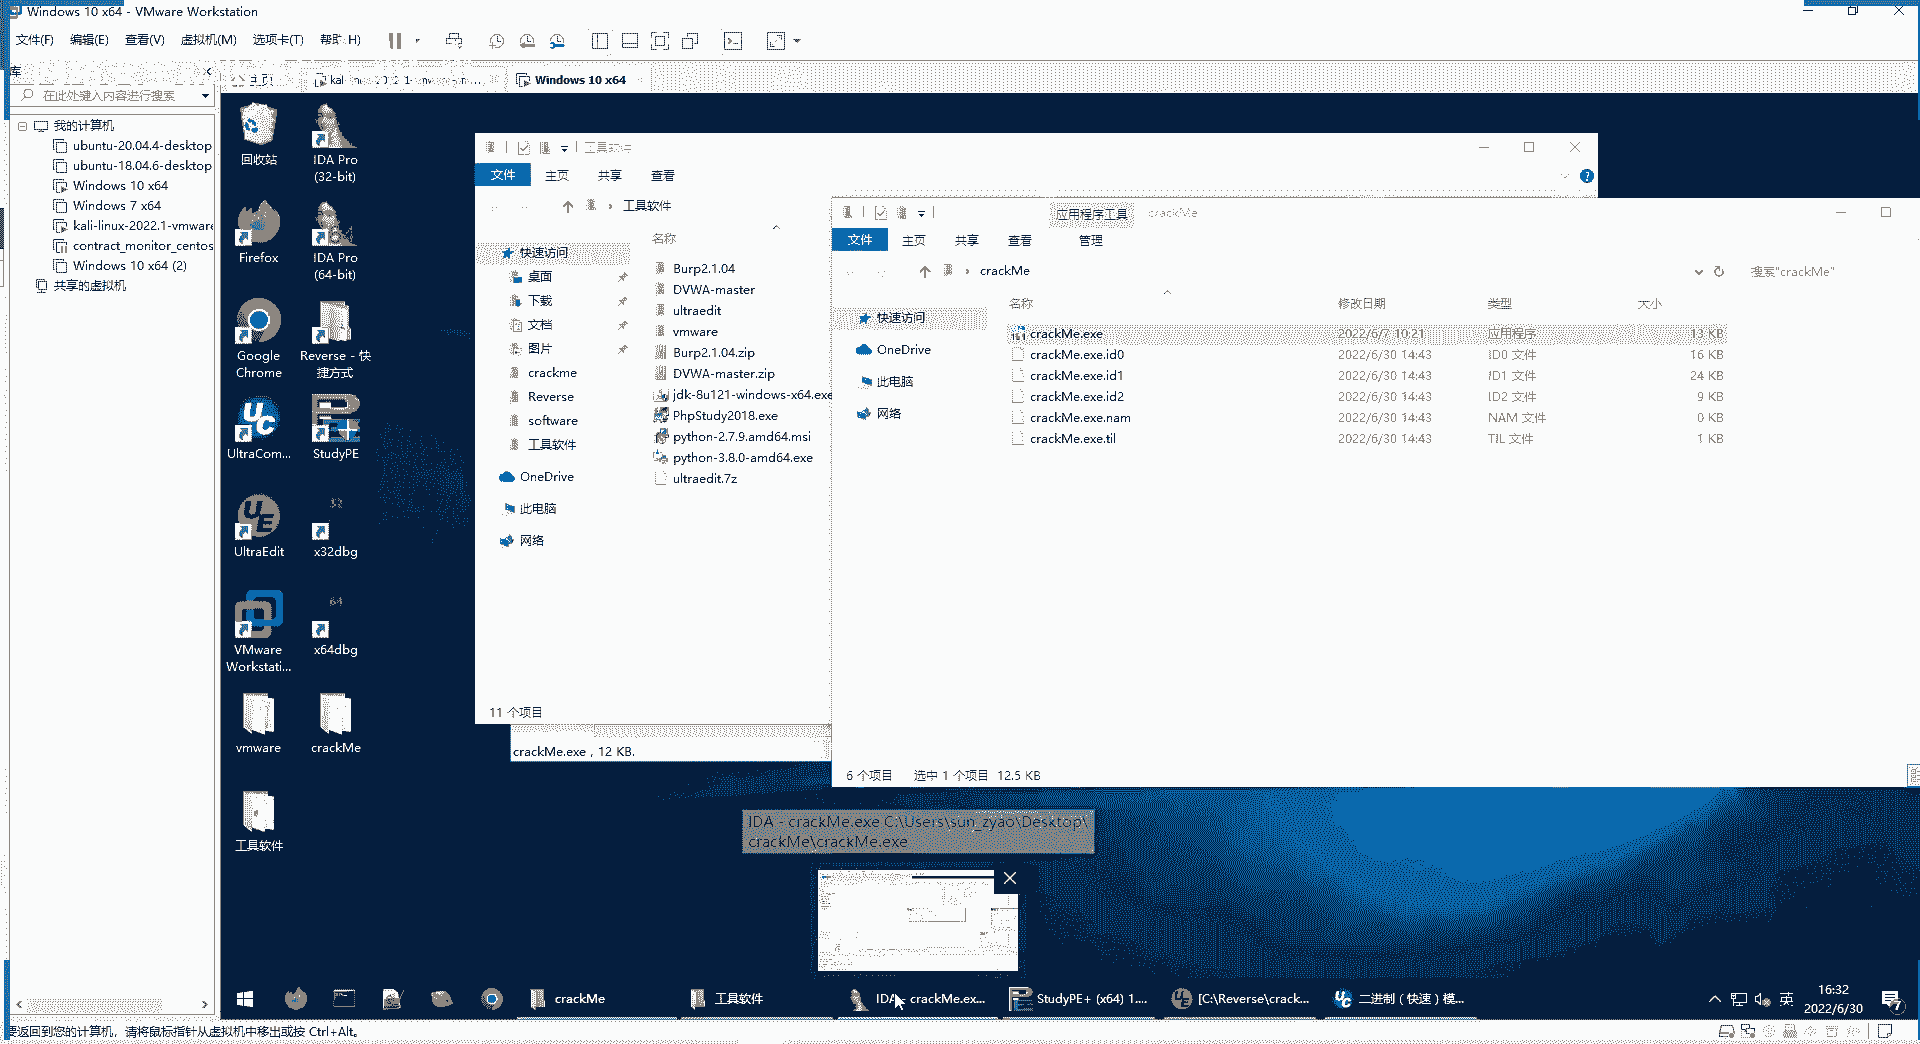 Windows 10 x64 - VMware Workstation
文件(F) 编辑(E) 查看(V) 虚拟机(M) 选项卡(T)
库
主页
Windows 10 x64
在此处键入内容进行搜索
我的计算机
ubuntu-20.04.4-desktop
ubuntu-18.04.6-desktop
Windows 10 x64
Windows 7 x64
kali-linux-2022.1-vmware
contract_monitor_centos
Windows 10 x64 (2)
共享的虚拟机
回收站
IDA Pro
(32-bit)
Firefox
IDA Pro
(64-bit)
Google
Chrome
Reverse - 快
捷方式
UltraCom...
StudyPE
UltraEdit
32
x32dbg
VMware
Workstati...
64
x64dbg
vmware
crackMe
工具软件
工具软件
文件 主页 共享 查看
工具软件
快速访问
桌面
下载
文档
图片
crackme
Reverse
software
工具软件
OneDrive
此电脑
网络
名称
Burp2.1.04
DVWA-master
ultraedit
vmware
Burp2.1.04.zip
DVWA-master.zip
jdk-8u121-windows-x64.exe
PhpStudy2018.exe
python-2.7.9.amd64.msi
python-3.8.0-amd64.exe
ultraedit.7z
11 个项目
crackMe.exe , 12 KB.
应用程序工具 crackMe
文件 主页 共享 查看 管理
crackMe
搜索"crackMe"
快速访问
OneDrive
此电脑
网络
名称 修改日期 类型 大小
crackMe.exe 2022/6/7 10:21 应用程序 13 KB
crackMe.exe.id0 2022/6/30 14:43 ID0 文件 16 KB
crackMe.exe.id1 2022/6/30 14:43 ID1 文件 24 KB
crackMe.exe.id2 2022/6/30 14:43 ID2 文件 9 KB
crackMe.exe.nam 2022/6/30 14:43 NAM 文件 0 KB
crackMe.exe.til 2022/6/30 14:43 TIL 文件 1 KB
6 个项目 选中 1 个项目 12.5 KB
IDA - crackMe.exe C:\Users\sun_zyao\Desktop\
crackMe\crackMe.exe
crackMe
工具软件
IDA - crackMe.ex...
StudyPE+ (x64) 1....
[C:\Reverse\crack...
二进制（快速）模...
英
16:32
2022/6/30
7
要返回到您的计算机，请将鼠标指针从虚拟机中移出或按 Ctrl+Alt。